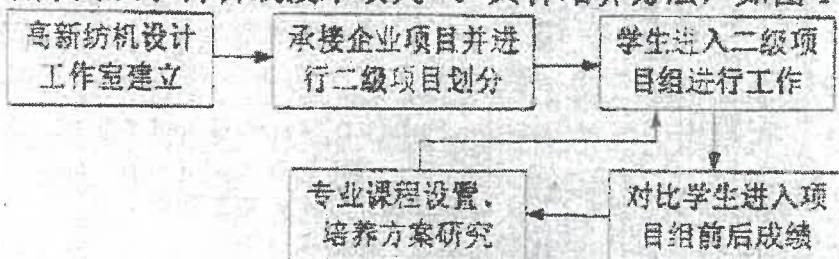 高新纺机设计
工作室建立
承接企业项目并进
行二级项目划分
学生进入二级项
目组进行工作
专业课程设置、
培养方案研究
对比学生进入项
目组前后成绩